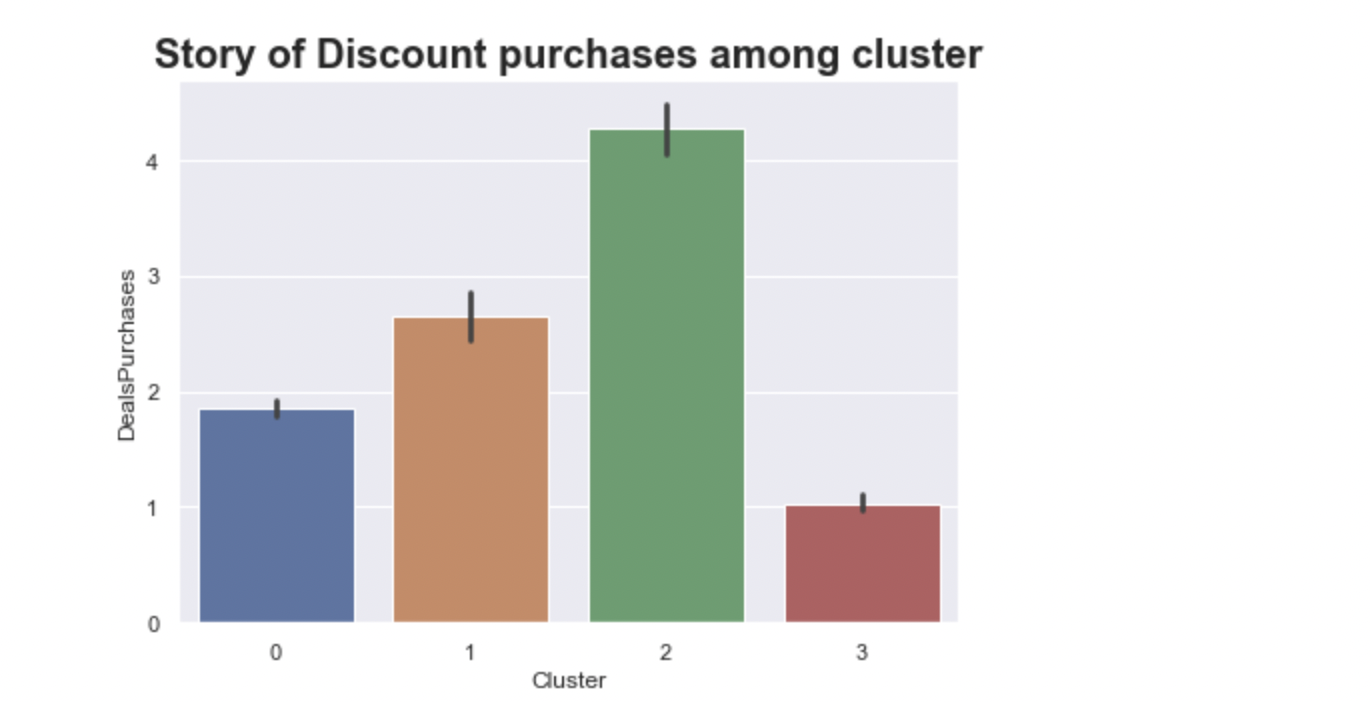 Story of Discount purchases among cluster
DealsPurchases
4
3
2
1
0
0 1 2 3
Cluster